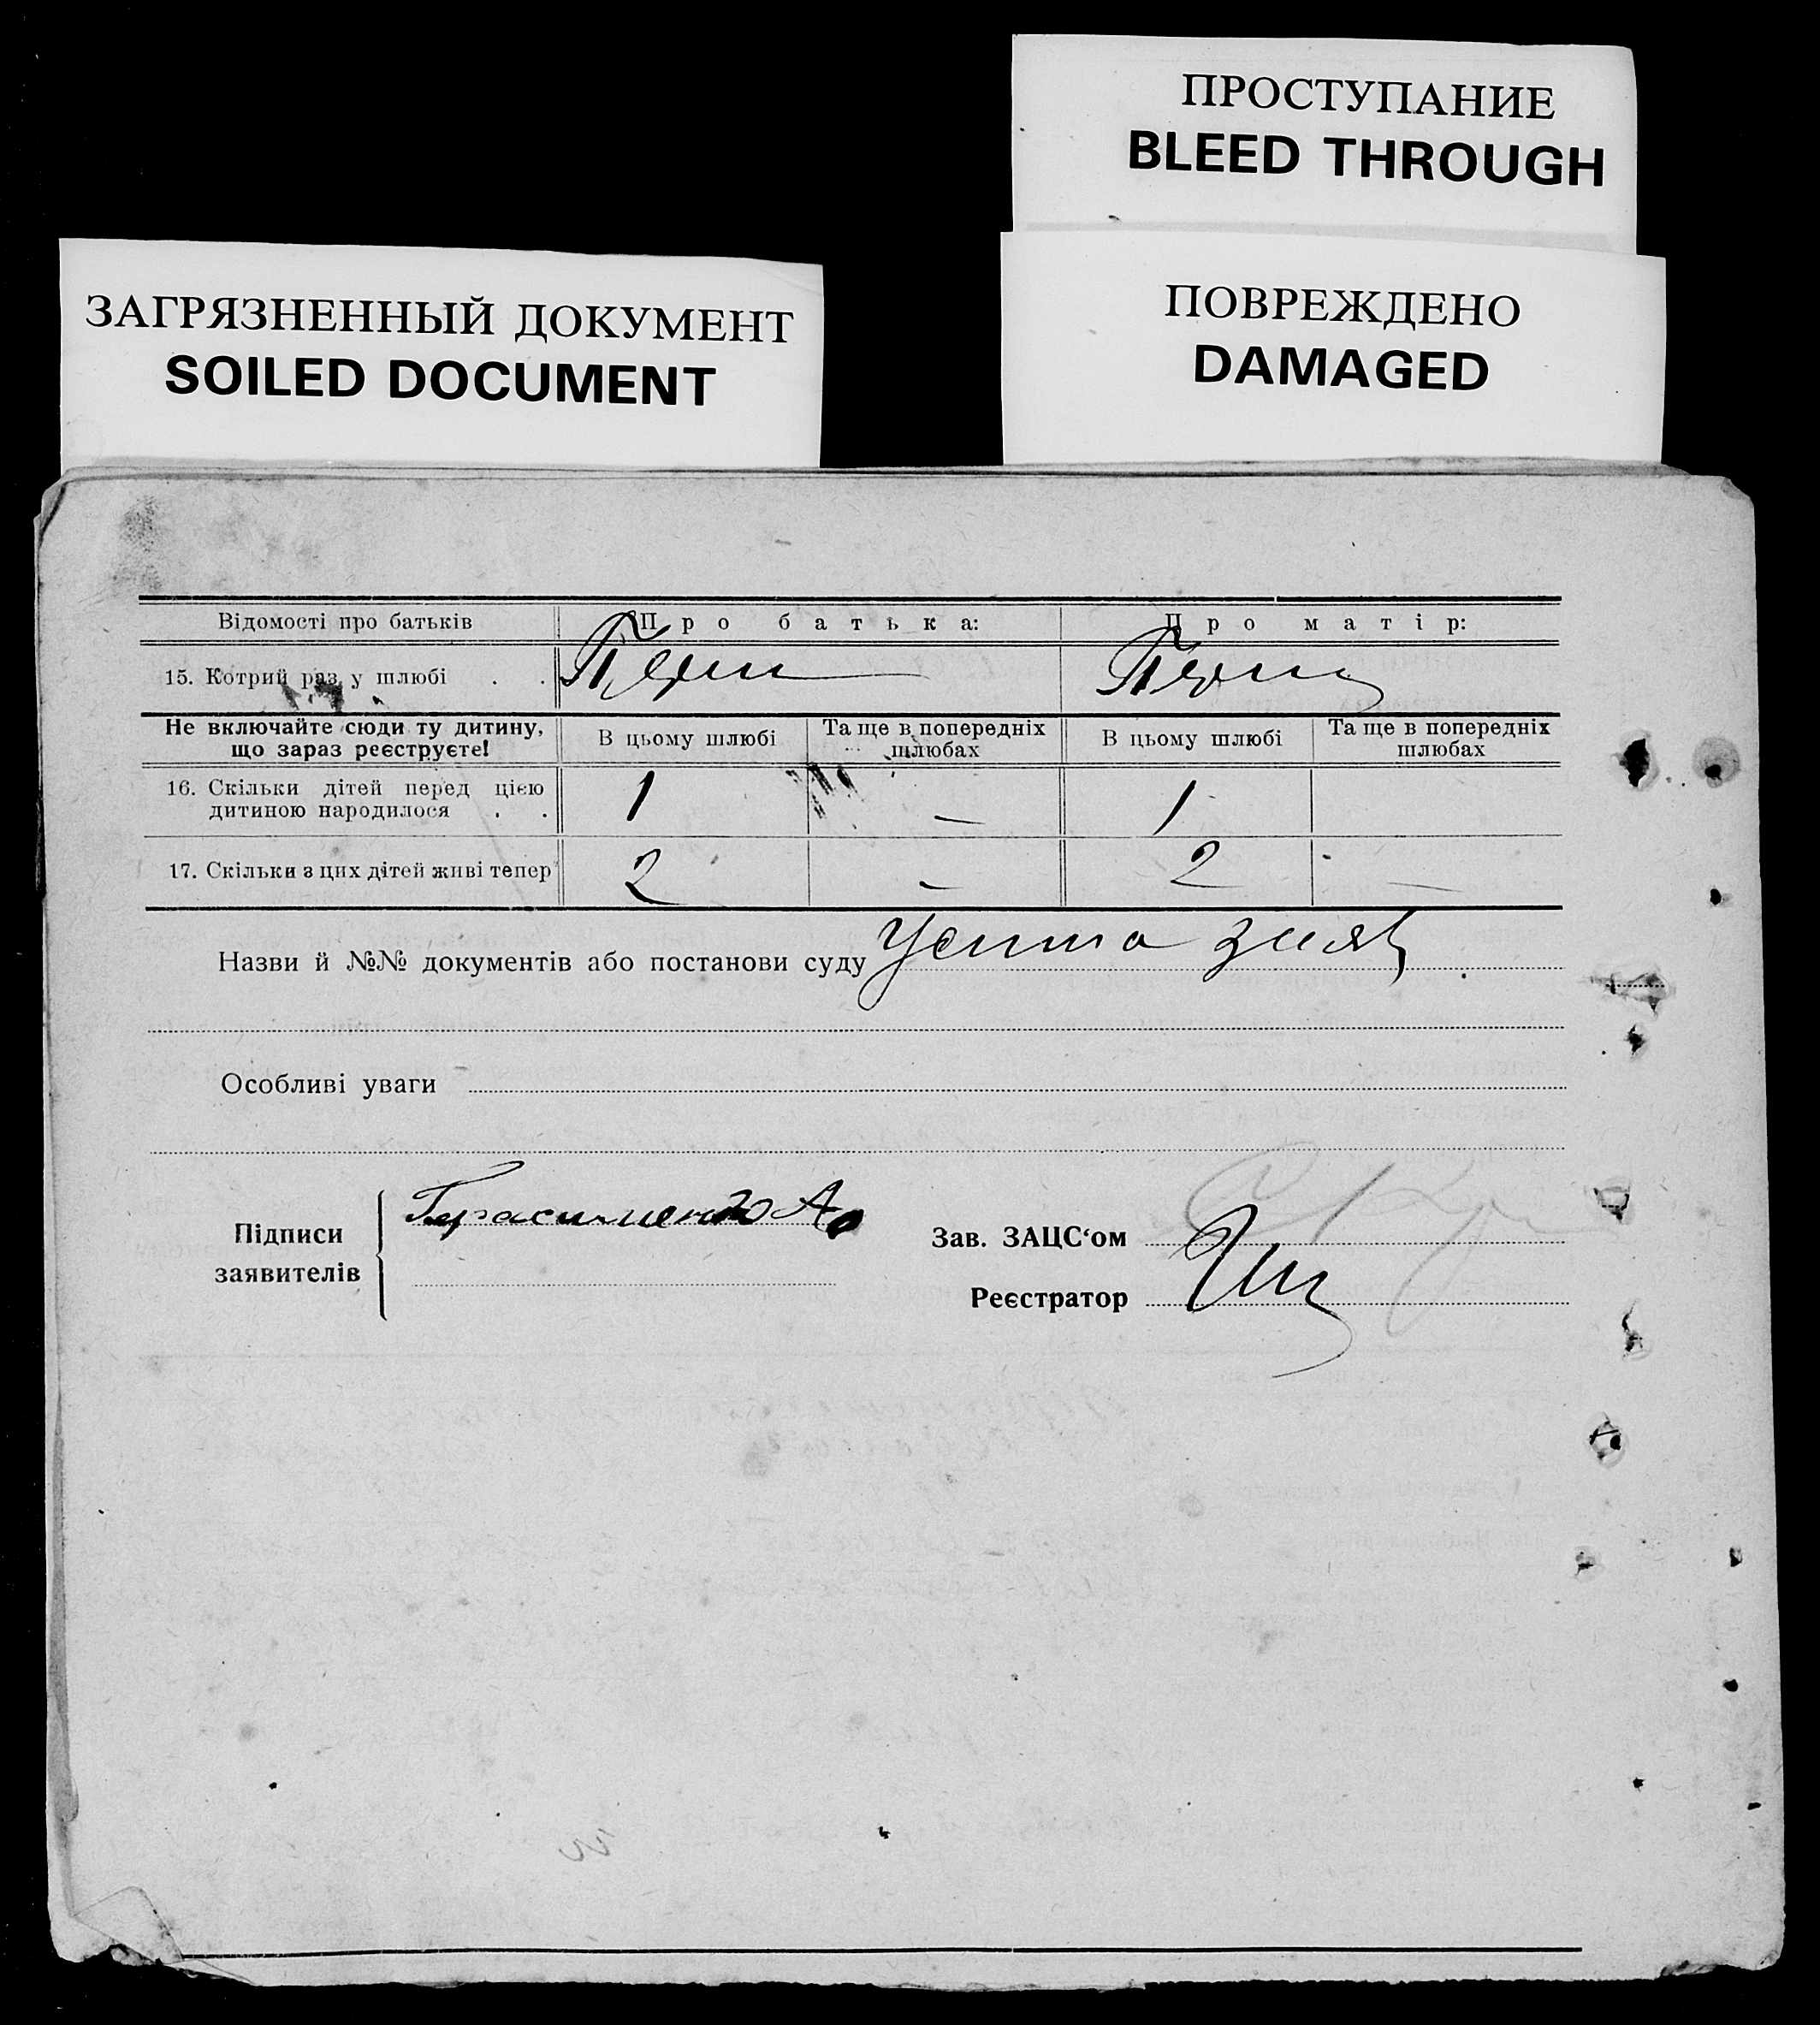 ПРОСТУПАНИЕ
BLEED THROUGH
ЗАГРЯЗНЕННЫЙ ДОКУМЕНТ
SOILED DOCUMENT
ПОВРЕЖДЕНО
DAMAGED
Відомості про батьків Про батька: Про матір:
15. Котрий раз у шлюбі . .
Не включайте сюди ту дитину,
що зараз реєструєте!
В цьому шлюбі
Та ще в попередніх
шлюбах
В цьому шлюбі
Та ще в попередніх
шлюбах
16. Скільки дітей перед цією
дитиною народилося . . 1 — 1
17. Скільки з цих дітей живі тепер 2 — 2 —
Назви й №№ документів або постанови суду Усина заяв
Особливі уваги
Підписи
заявителів
Герасименко А
Зав. ЗАЦС‘ом
Реєстратор